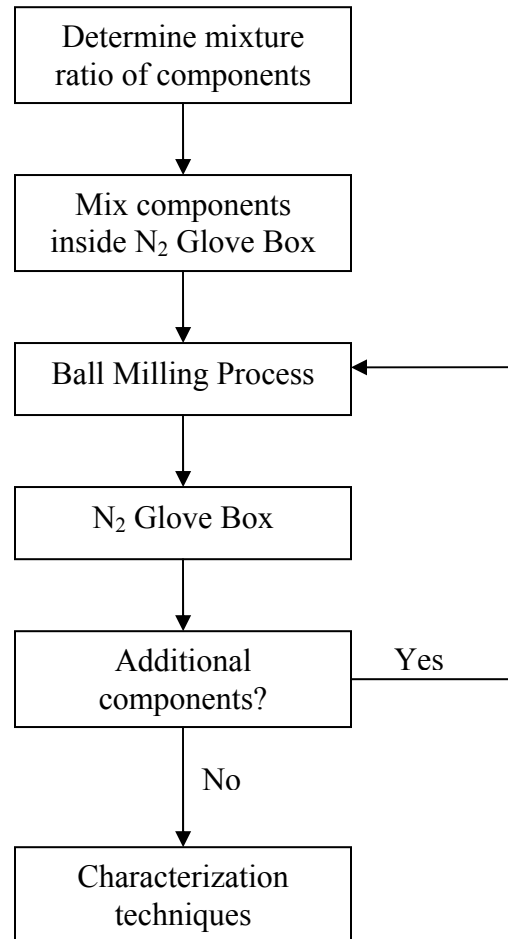 Determine mixture
ratio of components
Mix components
inside N₂ Glove Box
Ball Milling Process
N₂ Glove Box
Additional
components?
Yes
No
Characterization
techniques